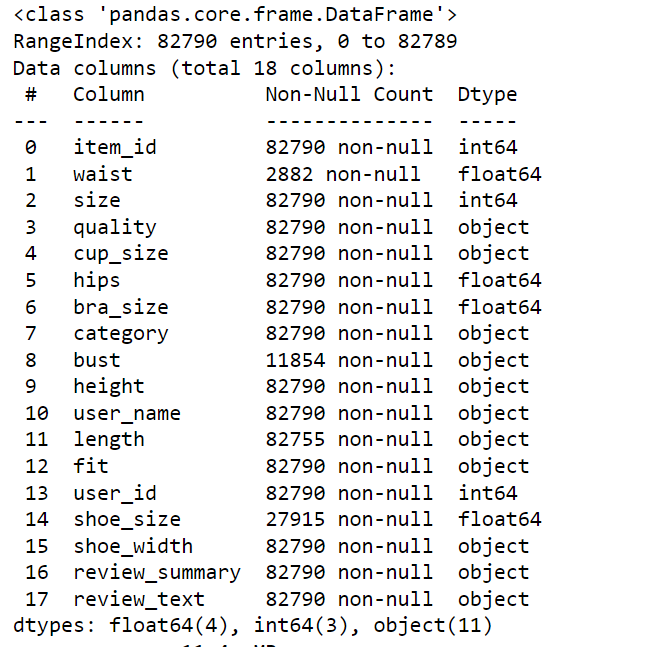 <class 'pandas.core.frame.DataFrame'>
RangeIndex: 82790 entries, 0 to 82789
Data columns (total 18 columns):
 #   Column          Non-Null Count  Dtype
---  ------          --------------  -----
 0   item_id         82790 non-null  int64
 1   waist           2882 non-null   float64
 2   size            82790 non-null  int64
 3   quality         82790 non-null  object
 4   cup_size        82790 non-null  object
 5   hips            82790 non-null  float64
 6   bra_size        82790 non-null  float64
 7   category        82790 non-null  object
 8   bust            11854 non-null  object
 9   height          82790 non-null  object
 10  user_name       82790 non-null  object
 11  length          82755 non-null  object
 12  fit             82790 non-null  object
 13  user_id         82790 non-null  int64
 14  shoe_size       27915 non-null  float64
 15  shoe_width      82790 non-null  object
 16  review_summary  82790 non-null  object
 17  review_text     82790 non-null  object
dtypes: float64(4), int64(3), object(11)